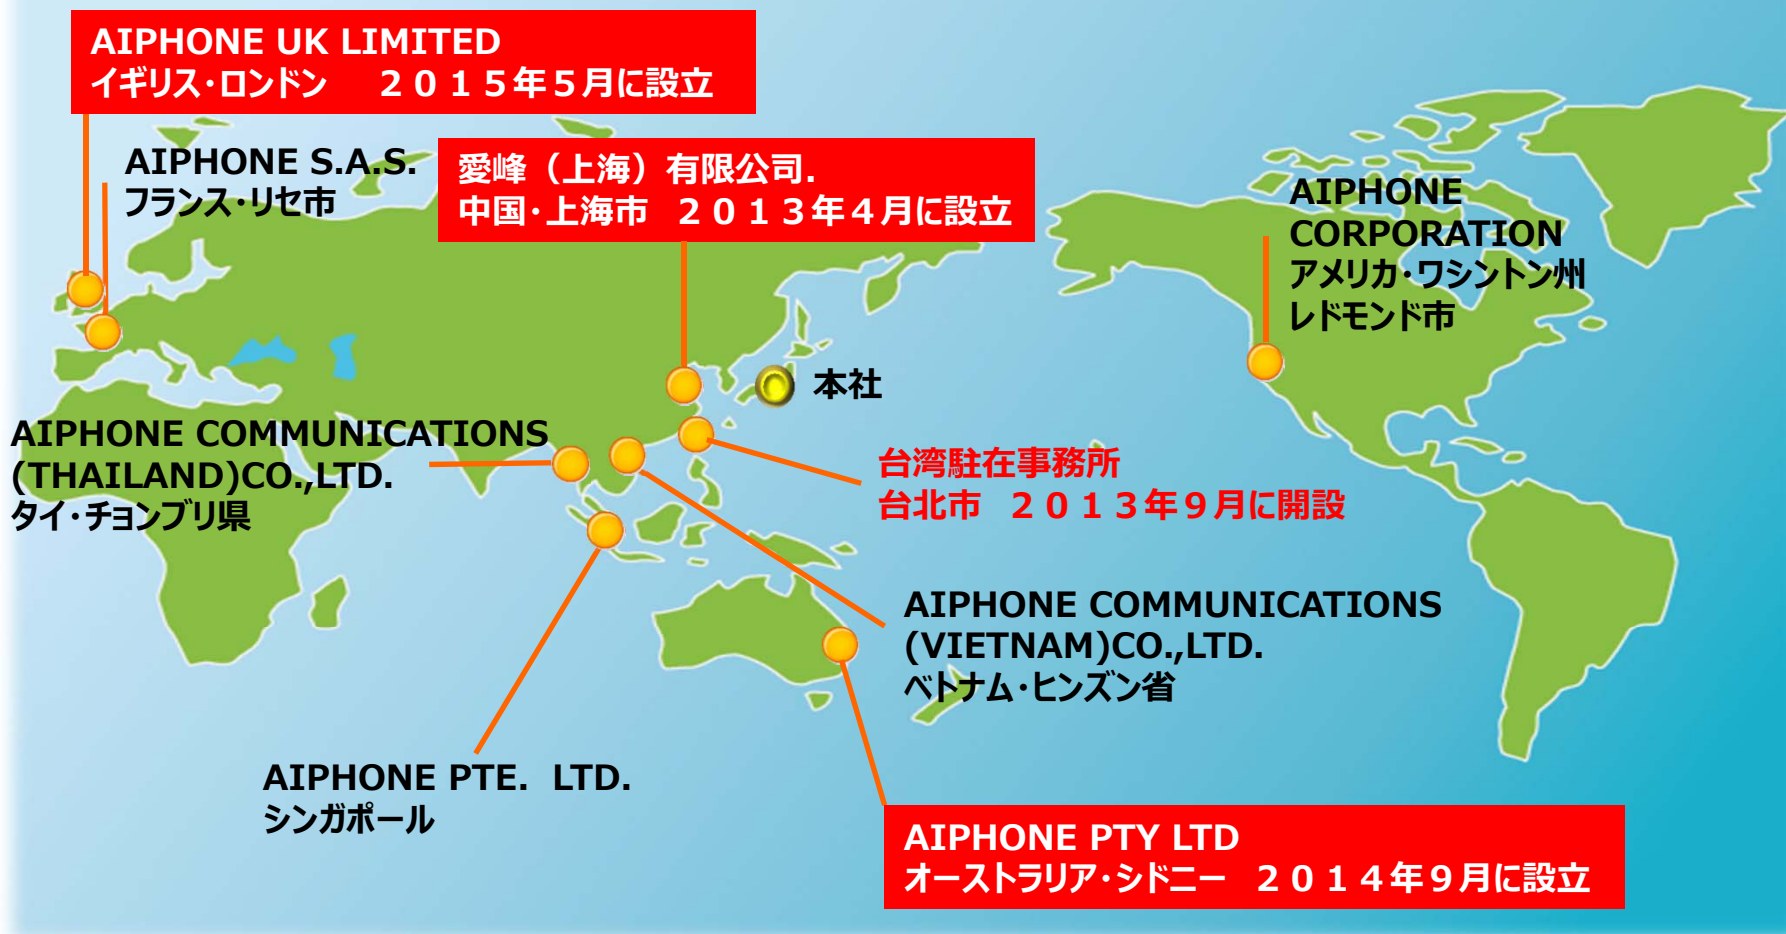 AIPHONE UK LIMITED
イギリス・ロンドン　２０１５年５月に設立
AIPHONE S.A.S.
フランス・リセ市
愛峰（上海）有限公司.
中国・上海市　２０１３年４月に設立
AIPHONE
CORPORATION
アメリカ・ワシントン州
レドモンド市
本社
AIPHONE COMMUNICATIONS
(THAILAND)CO.,LTD.
タイ・チョンブリ県
台湾駐在事務所
台北市　２０１３年９月に開設
AIPHONE COMMUNICATIONS
(VIETNAM)CO.,LTD.
ベトナム・ヒンズン省
AIPHONE PTE. LTD.
シンガポール
AIPHONE PTY LTD
オーストラリア・シドニー　２０１４年９月に設立